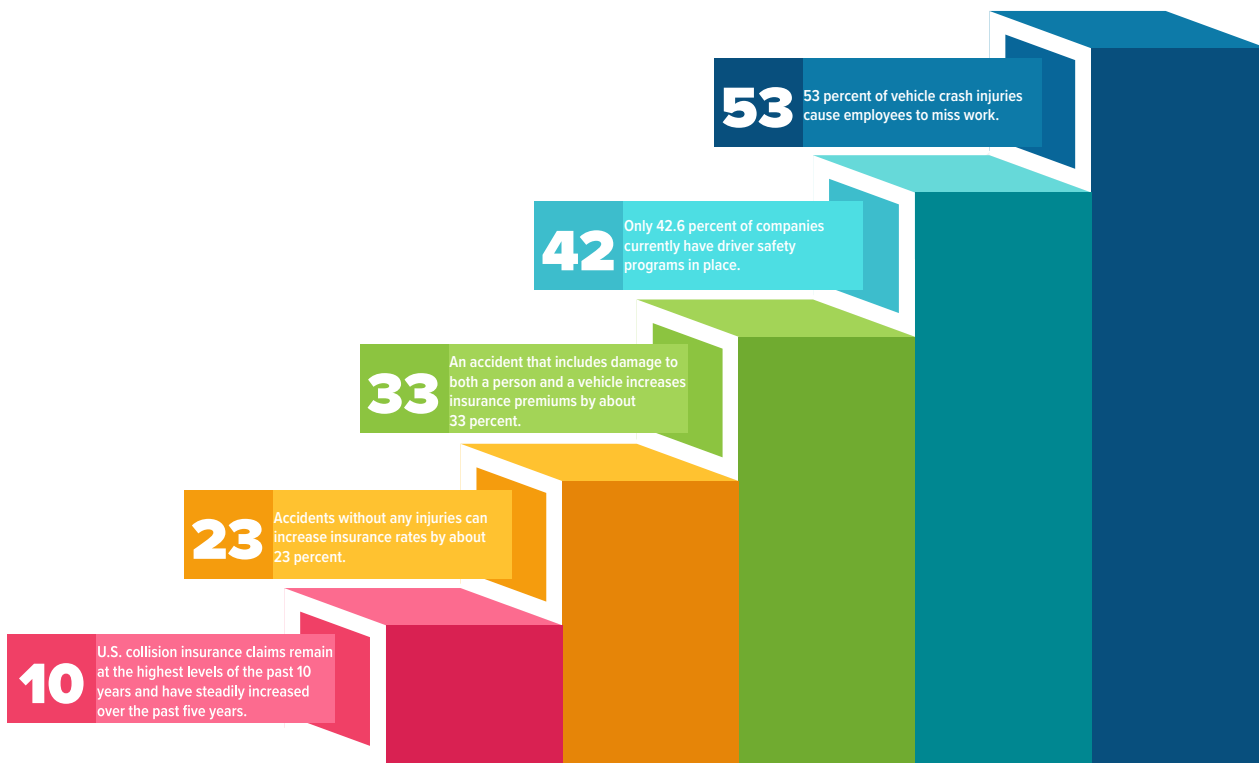 53
53 percent of vehicle crash injuries
cause employees to miss work.
42
Only 42.6 percent of companies
currently have driver safety
programs in place.
33
An accident that includes damage to
both a person and a vehicle increases
insurance premiums by about
33 percent.
23
Accidents without any injuries can
increase insurance rates by about
23 percent.
10
U.S. collision insurance claims remain
at the highest levels of the past 10
years and have steadily increased
over the past five years.